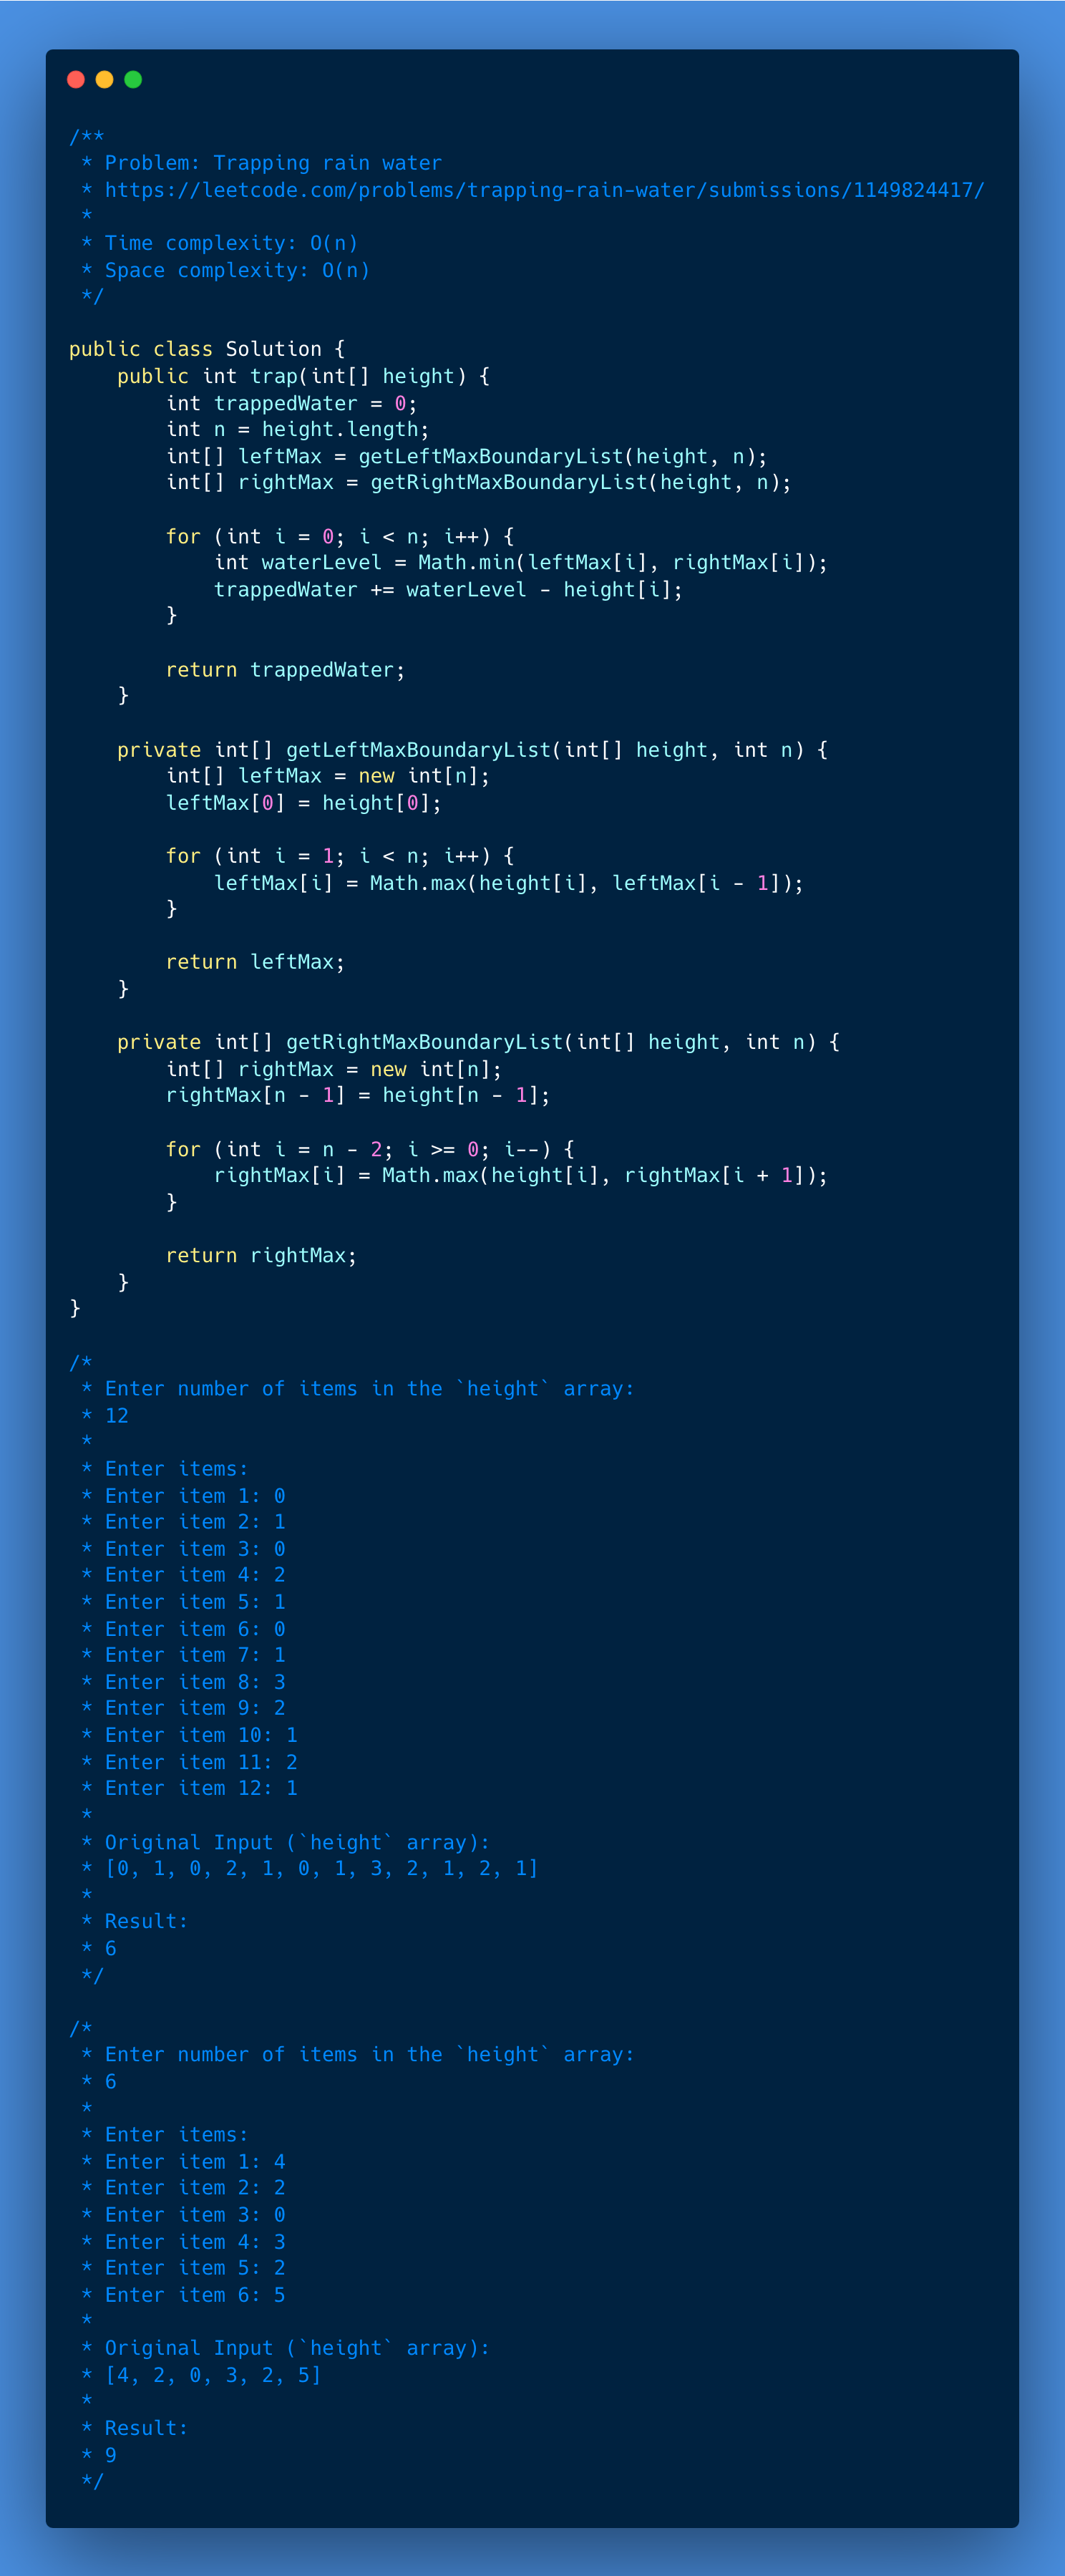 /**
 * Problem: Trapping rain water
 * https://leetcode.com/problems/trapping-rain-water/submissions/1149824417/
 *
 * Time complexity: O(n)
 * Space complexity: O(n)
 */

public class Solution {
    public int trap(int[] height) {
        int trappedWater = 0;
        int n = height.length;
        int[] leftMax = getLeftMaxBoundaryList(height, n);
        int[] rightMax = getRightMaxBoundaryList(height, n);

        for (int i = 0; i < n; i++) {
            int waterLevel = Math.min(leftMax[i], rightMax[i]);
            trappedWater += waterLevel - height[i];
        }

        return trappedWater;
    }

    private int[] getLeftMaxBoundaryList(int[] height, int n) {
        int[] leftMax = new int[n];
        leftMax[0] = height[0];

        for (int i = 1; i < n; i++) {
            leftMax[i] = Math.max(height[i], leftMax[i - 1]);
        }

        return leftMax;
    }

    private int[] getRightMaxBoundaryList(int[] height, int n) {
        int[] rightMax = new int[n];
        rightMax[n - 1] = height[n - 1];

        for (int i = n - 2; i >= 0; i--) {
            rightMax[i] = Math.max(height[i], rightMax[i + 1]);
        }

        return rightMax;
    }
}

/*
 * Enter number of items in the `height` array:
 * 12
 *
 * Enter items:
 * Enter item 1: 0
 * Enter item 2: 1
 * Enter item 3: 0
 * Enter item 4: 2
 * Enter item 5: 1
 * Enter item 6: 0
 * Enter item 7: 1
 * Enter item 8: 3
 * Enter item 9: 2
 * Enter item 10: 1
 * Enter item 11: 2
 * Enter item 12: 1
 *
 * Original Input (`height` array):
 * [0, 1, 0, 2, 1, 0, 1, 3, 2, 1, 2, 1]
 *
 * Result:
 * 6
 */

/*
 * Enter number of items in the `height` array:
 * 6
 *
 * Enter items:
 * Enter item 1: 4
 * Enter item 2: 2
 * Enter item 3: 0
 * Enter item 4: 3
 * Enter item 5: 2
 * Enter item 6: 5
 *
 * Original Input (`height` array):
 * [4, 2, 0, 3, 2, 5]
 *
 * Result:
 * 9
 */